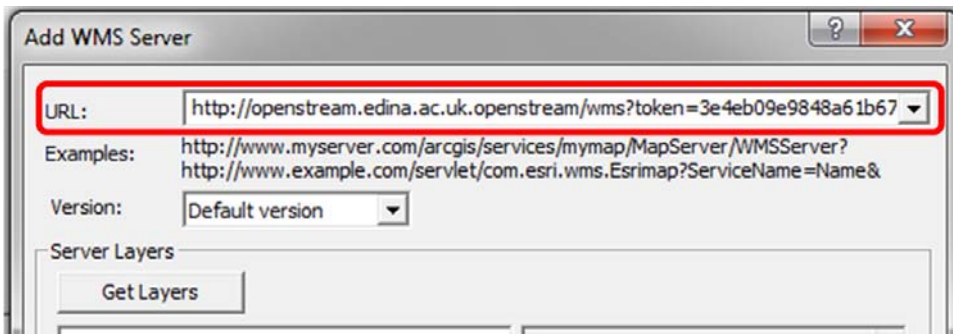 Add WMS Server
?
X
URL: http://openstream.edina.ac.uk.openstream/wms?token=3e4eb09e9848a61b67
Examples: http://www.myserver.com/arcgis/services/mymap/MapServer/WMSServer?
http://www.example.com/servlet/com.esri.wms.Esrimap?ServiceName=Name&
Version: Default version
Server Layers
Get Layers